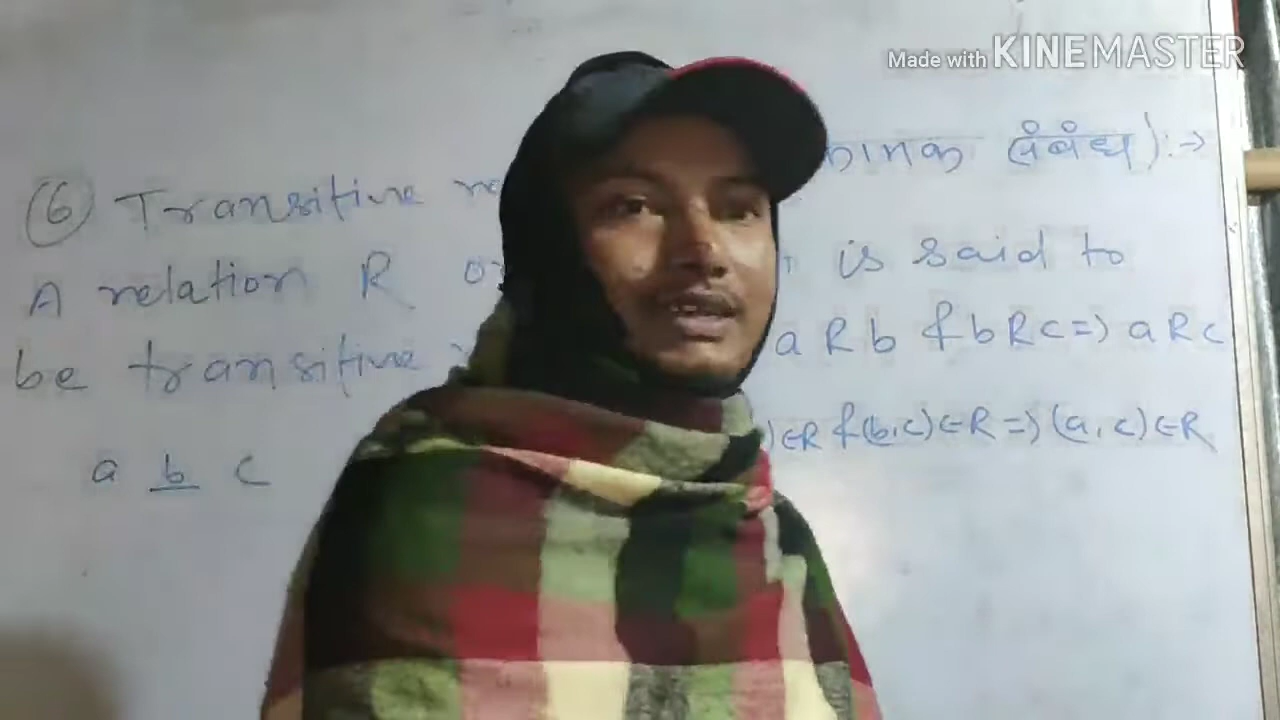 Made with KINEMASTER
(6) Transitive संबंध) :→
A relation R is said to
be transitive a R b & b R c => a R c
)∈R & (b,c)∈R => (a,c)∈R
a b c